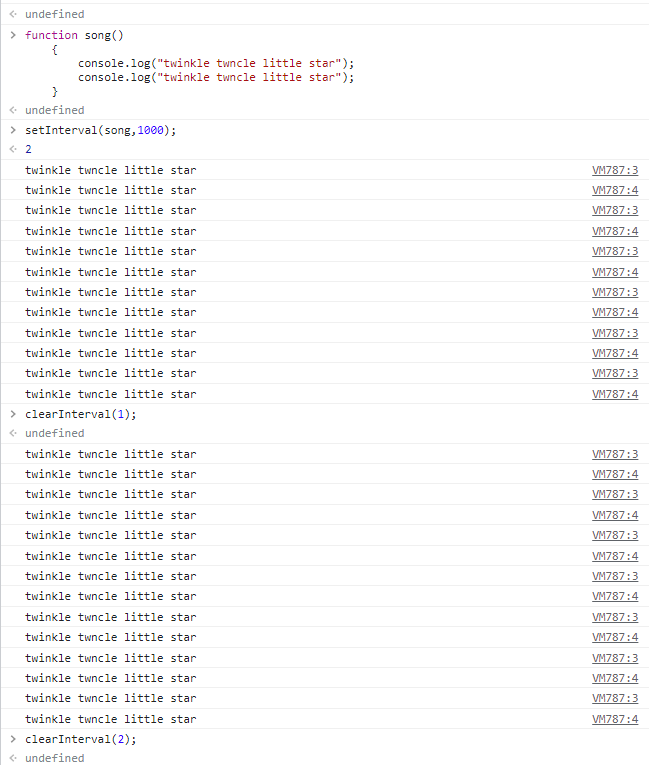 undefined
function song()
{
console.log("twinkle twncle little star");
console.log("twinkle twncle little star");
}
undefined
setInterval(song,1000);
2
twinkle twncle little star VM787:3
twinkle twncle little star VM787:4
twinkle twncle little star VM787:3
twinkle twncle little star VM787:4
twinkle twncle little star VM787:3
twinkle twncle little star VM787:4
twinkle twncle little star VM787:3
twinkle twncle little star VM787:4
twinkle twncle little star VM787:3
twinkle twncle little star VM787:4
twinkle twncle little star VM787:3
twinkle twncle little star VM787:4
clearInterval(1);
undefined
twinkle twncle little star VM787:3
twinkle twncle little star VM787:4
twinkle twncle little star VM787:3
twinkle twncle little star VM787:4
twinkle twncle little star VM787:3
twinkle twncle little star VM787:4
twinkle twncle little star VM787:3
twinkle twncle little star VM787:4
twinkle twncle little star VM787:3
twinkle twncle little star VM787:4
twinkle twncle little star VM787:3
twinkle twncle little star VM787:4
twinkle twncle little star VM787:3
twinkle twncle little star VM787:4
clearInterval(2);
undefined